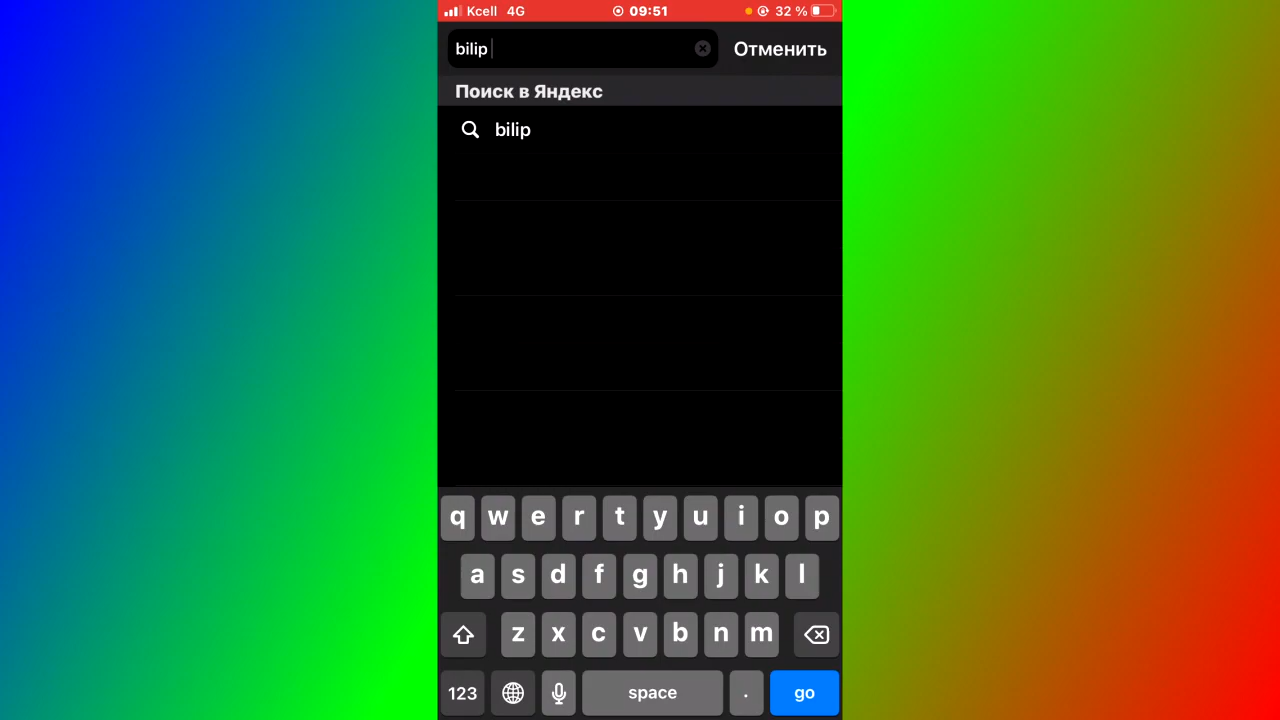 Kcell 4G 09:51 32 %
bilip Отменить
Поиск в Яндекс
bilip
q w e r t y u i o p
a s d f g h j k l
z x c v b n m
123 space . go